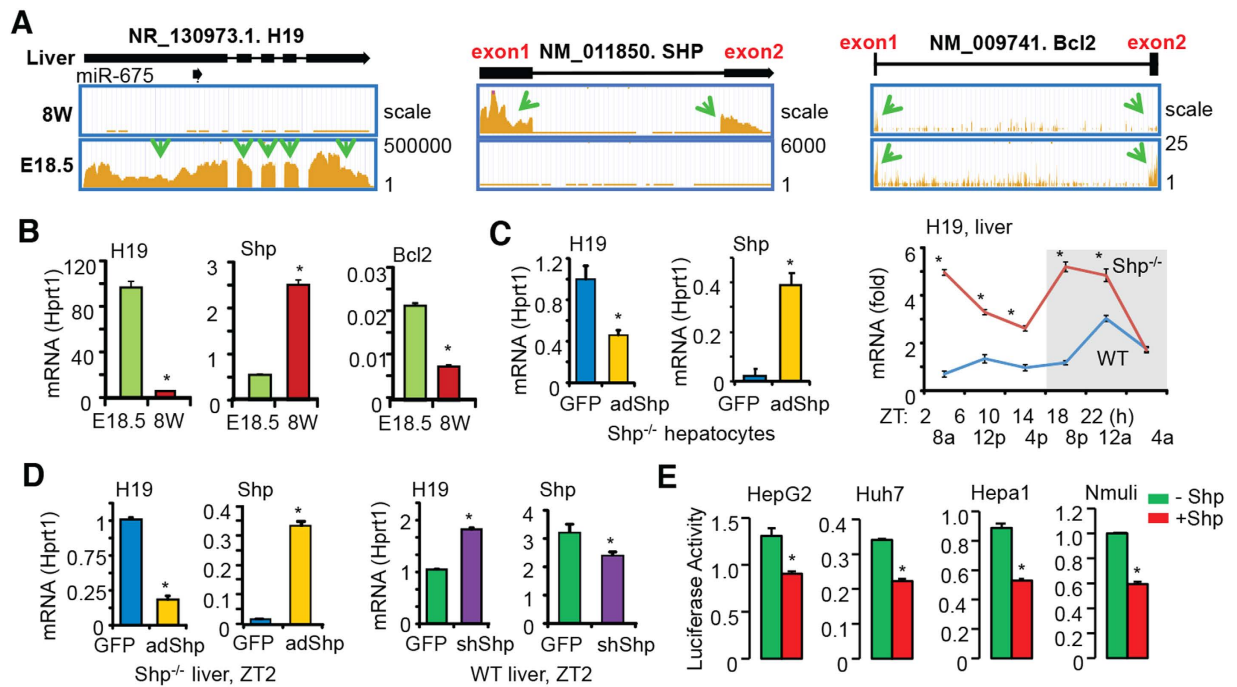 A
NR_130973.1. H19
Liver
miR-675
8W
scale
E18.5
500000
1
exon1
NM_011850. SHP
exon2
scale
6000
1
exon1
NM_009741. Bcl2
exon2
scale
25
1
B
H19
mRNA (Hprt1)
120
80
40
0
E18.5 8W
*
Shp
3
2
1
0
E18.5 8W
*
Bcl2
0.03
0.02
0.01
0
E18.5 8W
*
C
H19
mRNA (Hprt1)
1.2
0.8
0.4
0
*
GFP adShp
Shp
mRNA (Hprt1)
0.4
0.2
0
*
GFP adShp
Shp-/- hepatocytes
H19, liver
mRNA (fold)
6
4
2
0
* * * * *
Shp-/-
WT
ZT: 2 6 10 14 18 22 (h)
8a 12p 4p 8p 12a 4a
D
H19
mRNA (Hprt1)
1
0.75
0.25
0
*
GFP adShp
Shp
0.4
0.3
0.2
0.1
0
*
GFP adShp
Shp-/- liver, ZT2
H19
mRNA (Hprt1)
2
1
1
0
*
GFP shShp
Shp
4
3
2
1
0
*
GFP shShp
WT liver, ZT2
E
Luciferase Activity
HepG2
1.5
1.0
0.5
0
*
Huh7
0.4
0.3
0.2
0.1
0
*
Hepa1
1.0
0.8
0.6
0.4
0.2
0
*
Nmuli
1.2
1.0
0.8
0.6
0.4
0.2
0
*
- Shp
+Shp